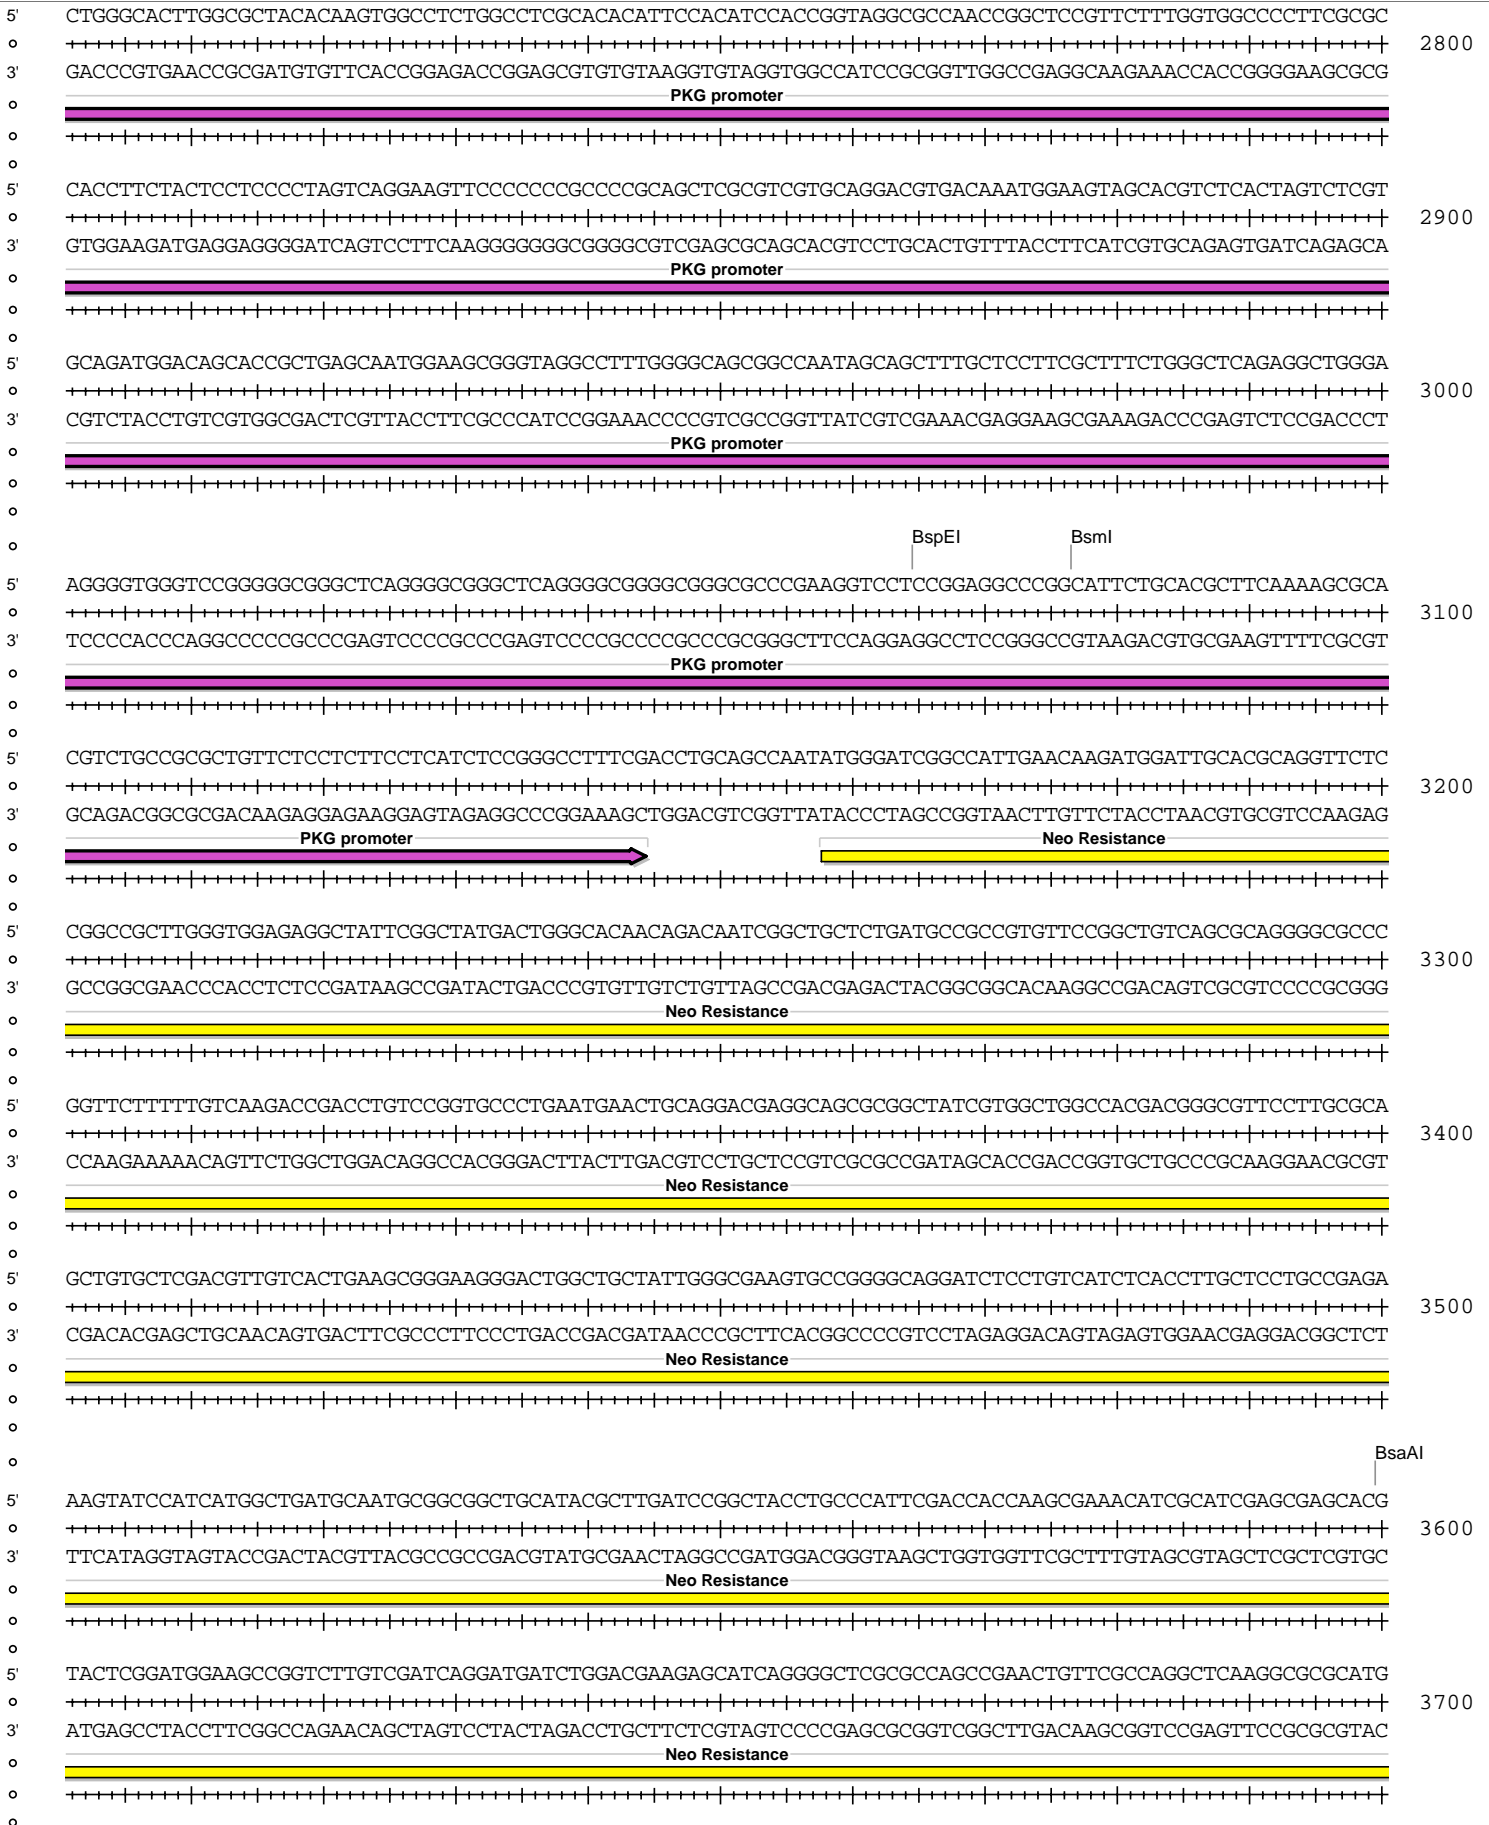 5' CTGGGCACTTGGCGCTACACAAGTGGCCTCTGGCCTCGCACACATTCCACATCCACCGGTAGGCGCCAACCGGCTCCGTTCTTTGGTGGCCCCTTCGCGC
2800
3' GACCCGTGAACCGCGATGTGTTCACCGGAGACCGGAGCGTGTGTAAGGTGTAGGTGGCCATCCGCGGTTGGCCGAGGCAAGAAACCACCGGGGAAGCGCG
PKG promoter
5' CACCTTCTACTCCTCCCCTAGTCAGGAAGTTCCCCCCCGCCCCGCAGCTCGCGTCGTGCAGGACGTGACAAATGGAAGTAGCACGTCTCACTAGTCTCGT
2900
3' GTGGAAGATGAGGAGGGGATCAGTCCTTCAAGGGGGGGCGGGGCGTCGAGCGCAGCACGTCCTGCACTGTTTACCTTCATCGTGCAGAGTGATCAGAGCA
PKG promoter
5' GCAGATGGACAGCACCGCTGAGCAATGGAAGCGGGTAGGCCTTTGGGGCAGCGGCCAATAGCAGCTTTGCTCCTTCGCTTTCTGGGCTCAGAGGCTGGGA
3000
3' CGTCTACCTGTCGTGGCGACTCGTTACCTTCGCCCATCCGGAAACCCCGTCGCCGGTTATCGTCGAAACGAGGAAGCGAAAGACCCGAGTCTCCGACCCT
PKG promoter
BspEI BsmI
5' AGGGGTGGGTCCGGGGGCGGGCTCAGGGGCGGGCTCAGGGGCGGGGCGGGCGCCCGAAGGTCCTCCGGAGGCCCGGCATTCTGCACGCTTCAAAAGCGCA
3100
3' TCCCCACCCAGGCCCCCGCCCGAGTCCCCGCCCGAGTCCCCGCCCCGCCCGCGGGCTTCCAGGAGGCCTCCGGGCCGTAAGACGTGCGAAGTTTTCGCGT
PKG promoter
5' CGTCTGCCGCGCTGTTCTCCTCTTCCTCATCTCCGGGCCTTTCGACCTGCAGCCAATATGGGATCGGCCATTGAACAAGATGGATTGCACGCAGGTTCTC
3200
3' GCAGACGGCGCGACAAGAGGAGAAGGAGTAGAGGCCCGGAAAGCTGGACGTCGGTTATACCCTAGCCGGTAACTTGTTCTACCTAACGTGCGTCCAAGAG
PKG promoter Neo Resistance
5' CGGCCGCTTGGGTGGAGAGGCTATTCGGCTATGACTGGGCACAACAGACAATCGGCTGCTCTGATGCCGCCGTGTTCCGGCTGTCAGCGCAGGGGCGCCC
3300
3' GCCGGCGAACCCACCTCTCCGATAAGCCGATACTGACCCGTGTTGTCTGTTAGCCGACGAGACTACGGCGGCACAAGGCCGACAGTCGCGTCCCCGCGGG
Neo Resistance
5' GGTTCTTTTTGTCAAGACCGACCTGTCCGGTGCCCTGAATGAACTGCAGGACGAGGCAGCGCGGCTATCGTGGCTGGCCACGACGGGCGTTCCTTGCGCA
3400
3' CCAAGAAAAACAGTTCTGGCTGGACAGGCCACGGGACTTACTTGACGTCCTGCTCCGTCGCGCCGATAGCACCGACCGGTGCTGCCCGCAAGGAACGCGT
Neo Resistance
5' GCTGTGCTCGACGTTGTCACTGAAGCGGGAAGGGACTGGCTGCTATTGGGCGAAGTGCCGGGGCAGGATCTCCTGTCATCTCACCTTGCTCCTGCCGAGA
3500
3' CGACACGAGCTGCAACAGTGACTTCGCCCTTCCCTGACCGACGATAACCCGCTTCACGGCCCCGTCCTAGAGGACAGTAGAGTGGAACGAGGACGGCTCT
Neo Resistance
BsaAI
5' AAGTATCCATCATGGCTGATGCAATGCGGCGGCTGCATACGCTTGATCCGGCTACCTGCCCATTCGACCACCAAGCGAAACATCGCATCGAGCGAGCACG
3600
3' TTCATAGGTAGTACCGACTACGTTACGCCGCCGACGTATGCGAACTAGGCCGATGGACGGGTAAGCTGGTGGTTCGCTTTGTAGCGTAGCTCGCTCGTGC
Neo Resistance
5' TACTCGGATGGAAGCCGGTCTTGTCGATCAGGATGATCTGGACGAAGAGCATCAGGGGCTCGCGCCAGCCGAACTGTTCGCCAGGCTCAAGGCGCGCATG
3700
3' ATGAGCCTACCTTCGGCCAGAACAGCTAGTCCTACTAGACCTGCTTCTCGTAGTCCCCGAGCGCGGTCGGCTTGACAAGCGGTCCGAGTTCCGCGCGTAC
Neo Resistance